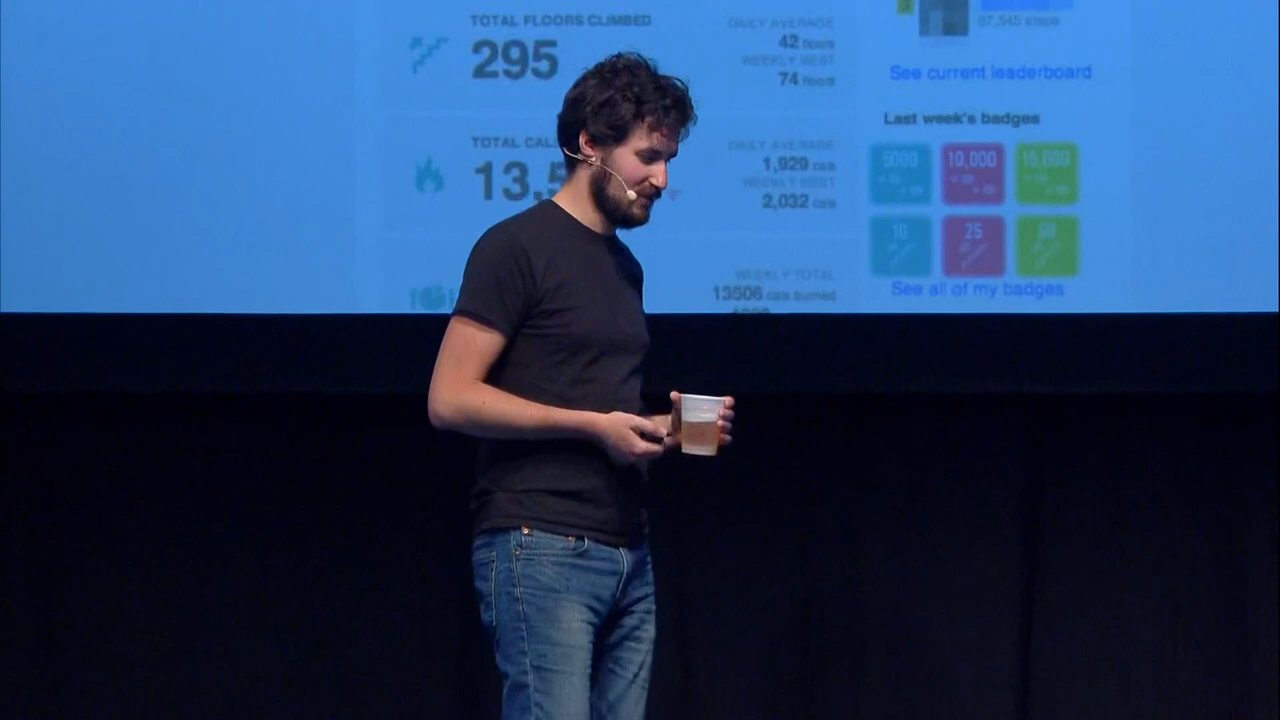 TOTAL FLOORS CLIMBED
295
DAILY AVERAGE
42 floors
WEEKLY BEST
74 floors
67,545 steps
See current leaderboard
TOTAL
13,5
DAILY AVERAGE
1,929 cals
WEEKLY BEST
2,032 cals
WEEKLY TOTAL
13506 cals burned
Last week's badges
5000
10,000
15,000
10
25
See all of my badges